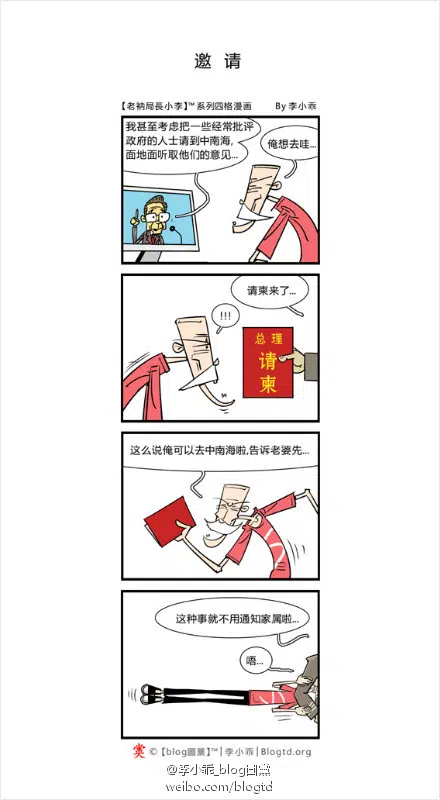 邀请
【老衲局長小李】™系列四格漫画 By 李小乖
我甚至考虑把一些经常批评
政府的人士请到中南海,
面地面听取他们的意见...
俺想去哇...
请柬来了...
!!!
总理
请
柬
这么说俺可以去中南海啦,告诉老婆先...
这种事就不用通知家属啦...
唔...
©【blog圖黨】™|李小乖|Blogtd.org
@李小乖_blog圖黨
weibo.com/blogtd